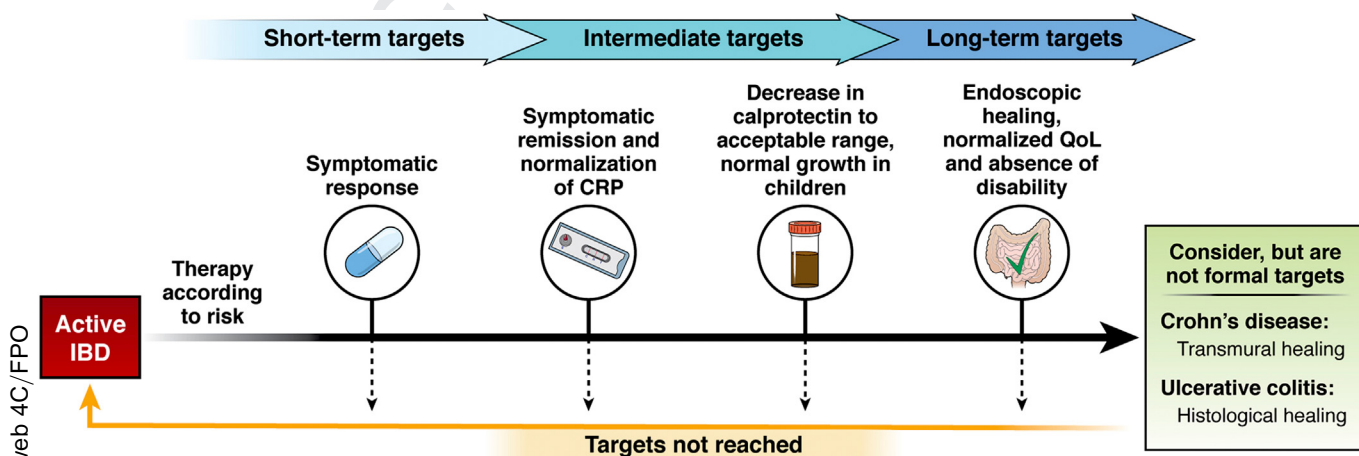 Short-term targets
Intermediate targets
Long-term targets
Symptomatic
response
Symptomatic
remission and
normalization
of CRP
Decrease in
calprotectin to
acceptable range,
normal growth in
children
Endoscopic
healing,
normalized QoL
and absence of
disability
Therapy
according
to risk
Active
IBD
Consider, but are
not formal targets
Crohn’s disease:
Transmural healing
Ulcerative colitis:
Histological healing
Targets not reached
web 4C/FPO